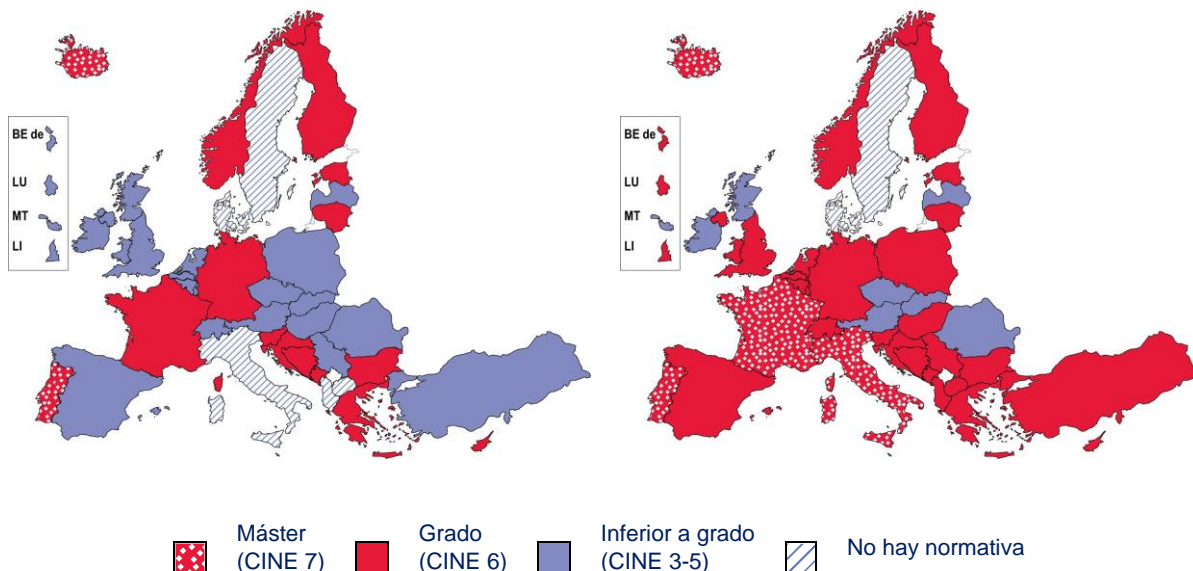 BE de
LU
MT
LI
BE de
LU
MT
LI
Máster
(CINE 7)
Grado
(CINE 6)
Inferior a grado
(CINE 3-5)
No hay normativa